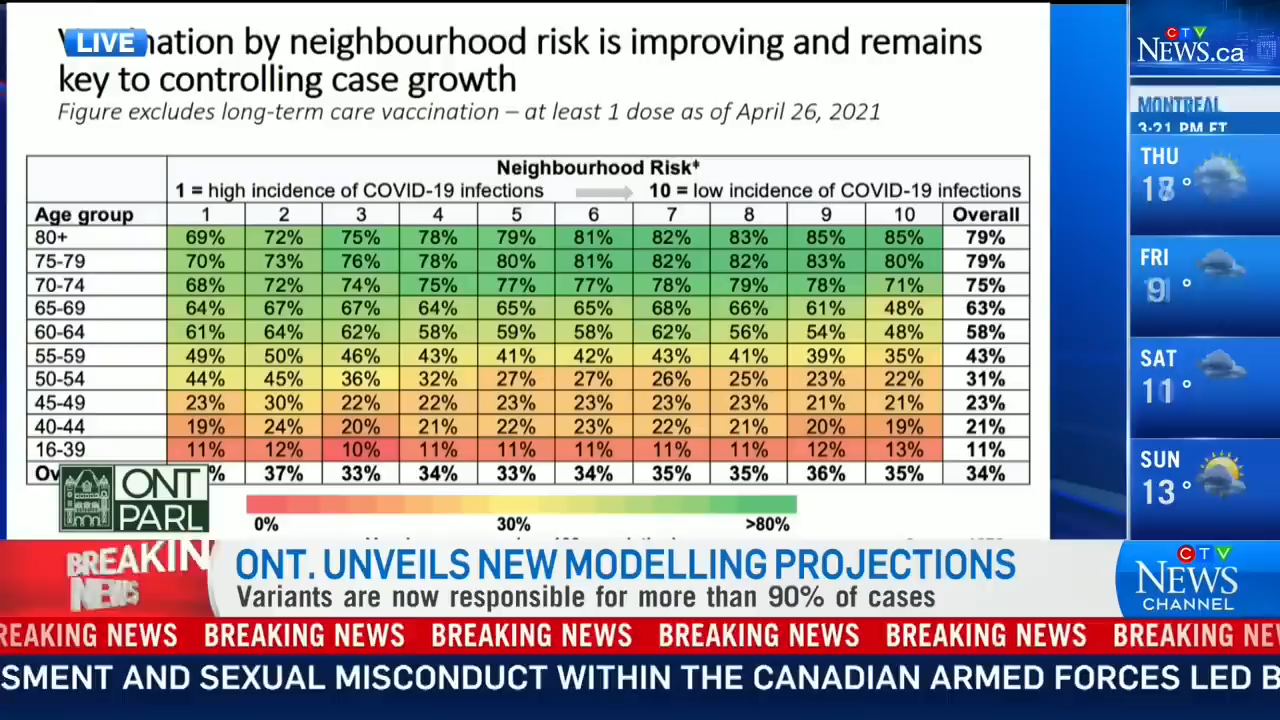 LIVE
nation by neighbourhood risk is improving and remains
key to controlling case growth
Figure excludes long-term care vaccination – at least 1 dose as of April 26, 2021
Neighbourhood Risk*
1 = high incidence of COVID-19 infections 10 = low incidence of COVID-19 infections
Age group 1 2 3 4 5 6 7 8 9 10 Overall
80+ 69% 72% 75% 78% 79% 81% 82% 83% 85% 85% 79%
75-79 70% 73% 76% 78% 80% 81% 82% 82% 83% 80% 79%
70-74 68% 72% 74% 75% 77% 77% 78% 79% 78% 71% 75%
65-69 64% 67% 67% 64% 65% 65% 68% 66% 61% 48% 63%
60-64 61% 64% 62% 58% 59% 58% 62% 56% 54% 48% 58%
55-59 49% 50% 46% 43% 41% 42% 43% 41% 39% 35% 43%
50-54 44% 45% 36% 32% 27% 27% 26% 25% 23% 22% 31%
45-49 23% 30% 22% 22% 23% 23% 23% 23% 21% 21% 23%
40-44 19% 24% 20% 21% 22% 23% 22% 21% 20% 19% 21%
16-39 11% 12% 10% 11% 11% 11% 11% 11% 12% 13% 11%
Ov % 37% 33% 34% 33% 34% 35% 35% 36% 35% 34%
0% 30% >80%
ONT
PARL
CTV
NEWS.ca
MONTREAL
3:21 PM ET
THU
18°
FRI
9°
SAT
11°
SUN
13°
BREAKIN
NEWS
ONT. UNVEILS NEW MODELLING PROJECTIONS
Variants are now responsible for more than 90% of cases
CTV
NEWS
CHANNEL
REAKING NEWS BREAKING NEWS BREAKING NEWS BREAKING NEWS BREAKING NEWS BREAKING NE
SMENT AND SEXUAL MISCONDUCT WITHIN THE CANADIAN ARMED FORCES LED B